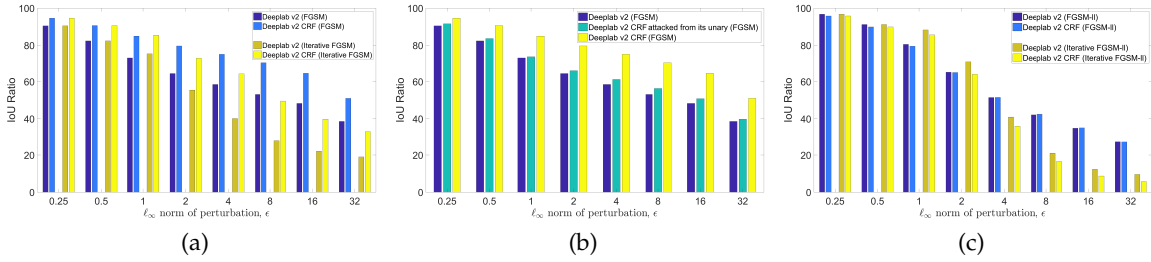 100
80
60
40
20
0
IoU Ratio
Deeplab v2 (FGSM)
Deeplab v2 CRF (FGSM)
Deeplab v2 (Iterative FGSM)
Deeplab v2 CRF (Iterative FGSM)
0.25 0.5 1 2 4 8 16 32
ℓ∞ norm of perturbation, ϵ
(a)
100
80
60
40
20
0
IoU Ratio
Deeplab v2 (FGSM)
Deeplab v2 CRF attacked from its unary (FGSM)
Deeplab v2 CRF (FGSM)
0.25 0.5 1 2 4 8 16 32
ℓ∞ norm of perturbation, ϵ
(b)
100
80
60
40
20
0
IoU Ratio
Deeplab v2 (FGSM-ll)
Deeplab v2 CRF (FGSM-ll)
Deeplab v2 (Iterative FGSM-ll)
Deeplab v2 CRF (Iterative FGSM-ll)
0.25 0.5 1 2 4 8 16 32
ℓ∞ norm of perturbation, ϵ
(c)